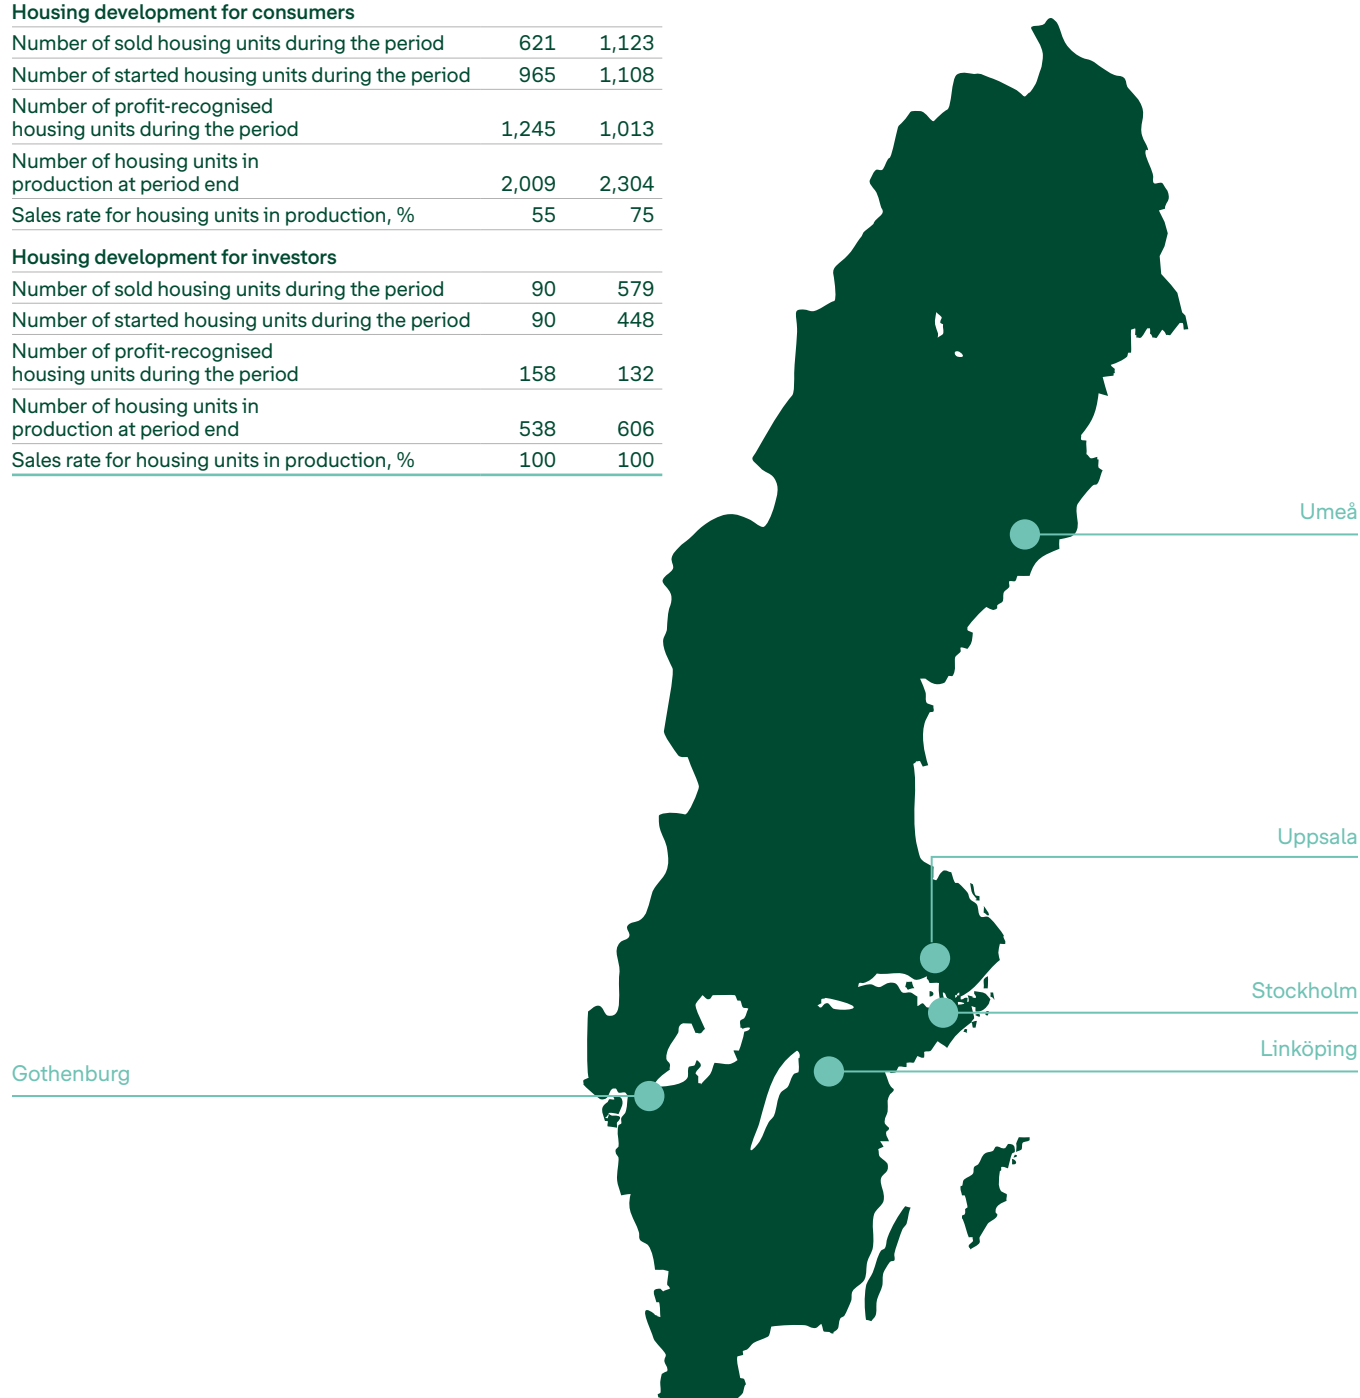 Housing development for consumers
Number of sold housing units during the period 621 1,123
Number of started housing units during the period 965 1,108
Number of profit-recognised
housing units during the period 1,245 1,013
Number of housing units in
production at period end 2,009 2,304
Sales rate for housing units in production, % 55 75
Housing development for investors
Number of sold housing units during the period 90 579
Number of started housing units during the period 90 448
Number of profit-recognised
housing units during the period 158 132
Number of housing units in
production at period end 538 606
Sales rate for housing units in production, % 100 100
Umeå
Uppsala
Stockholm
Linköping
Gothenburg